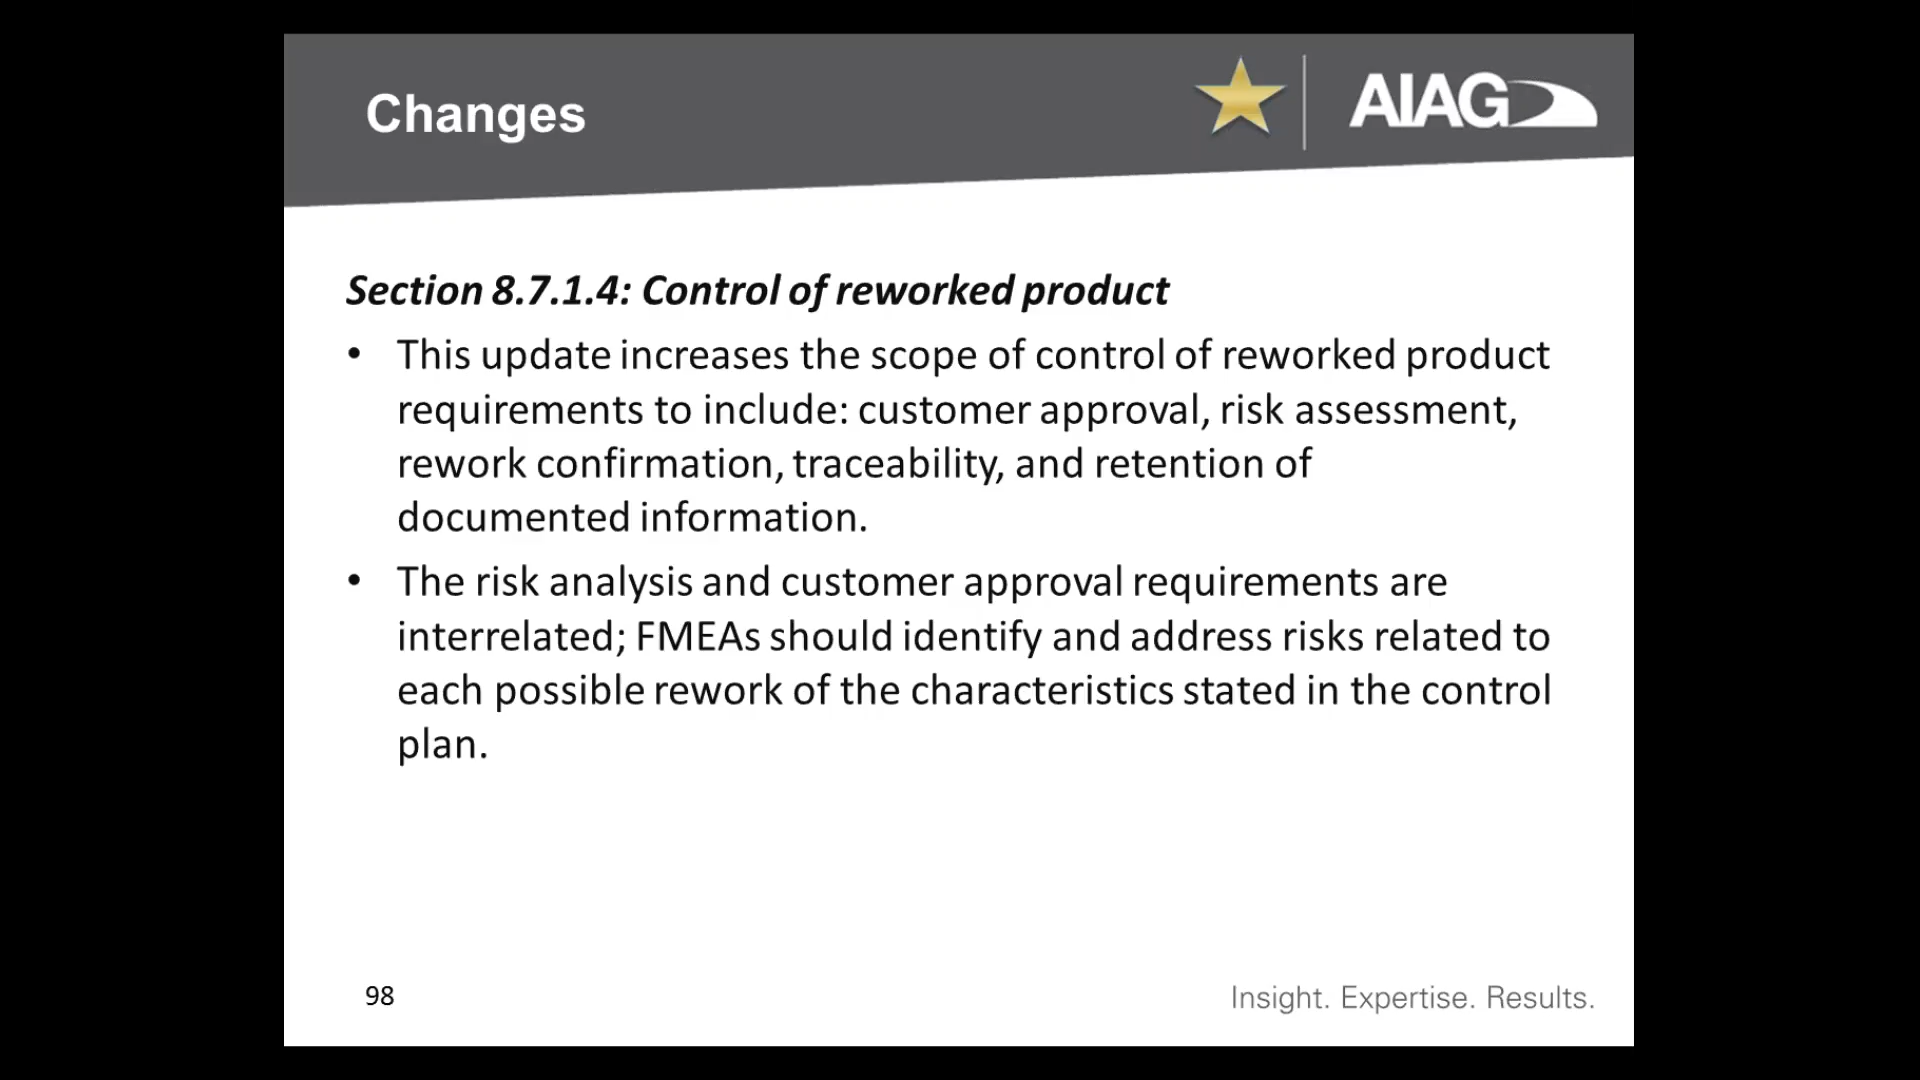 Changes
AIAG
Section 8.7.1.4: Control of reworked product
• This update increases the scope of control of reworked product
requirements to include: customer approval, risk assessment,
rework confirmation, traceability, and retention of
documented information.
• The risk analysis and customer approval requirements are
interrelated; FMEAs should identify and address risks related to
each possible rework of the characteristics stated in the control
plan.
98
Insight. Expertise. Results.